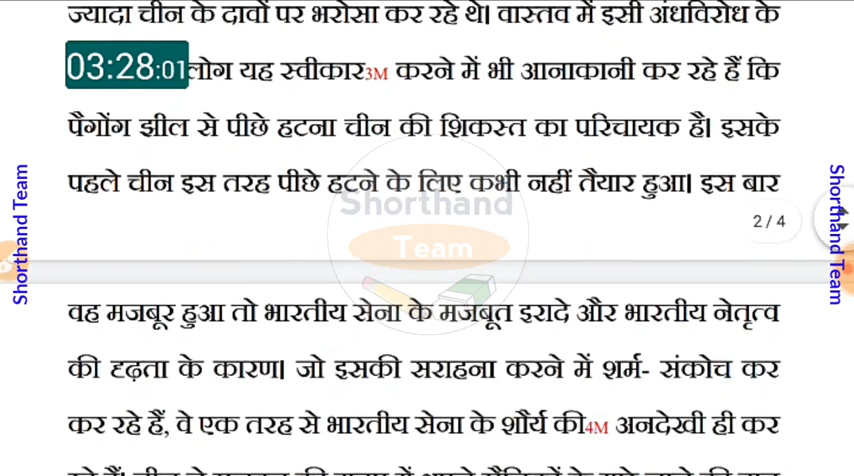 ज्यादा चीन के दावों पर भरोसा कर रहे थे। वास्तव में इसी अंधविरोध के
03:28:01 लोग यह स्वीकार3M करने में भी आनाकानी कर रहे हैं कि
पैगोंग झील से पीछे हटना चीन की शिकस्त का परिचायक है। इसके
पहले चीन इस तरह पीछे हटने के लिए कभी नहीं तैयार हुआ। इस बार
Shorthand
Team
2/4
Shorthand Team
Shorthand Team
वह मजबूर हुआ तो भारतीय सेना के मजबूत इरादे और भारतीय नेतृत्व
की दृढ़ता के कारण। जो इसकी सराहना करने में शर्म- संकोच कर
कर रहे हैं, वे एक तरह से भारतीय सेना के शौर्य की4M अनदेखी ही कर